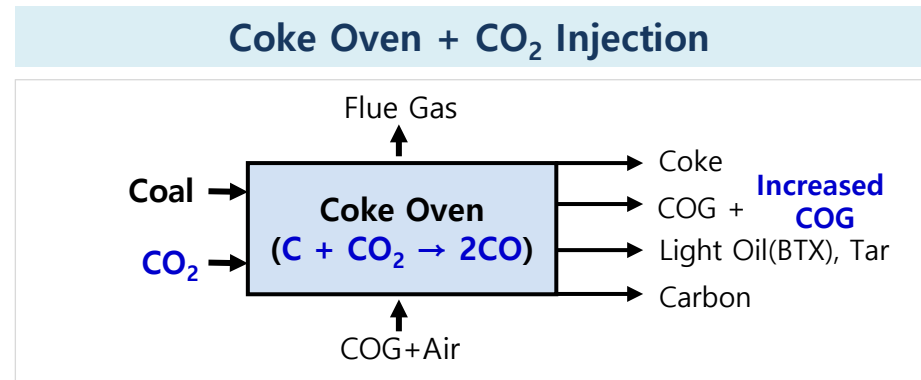 Coke Oven + CO₂ Injection
Flue Gas
Coal
CO₂
Coke Oven
(C + CO₂ → 2CO)
COG+Air
Coke
COG + Increased COG
Light Oil(BTX), Tar
Carbon